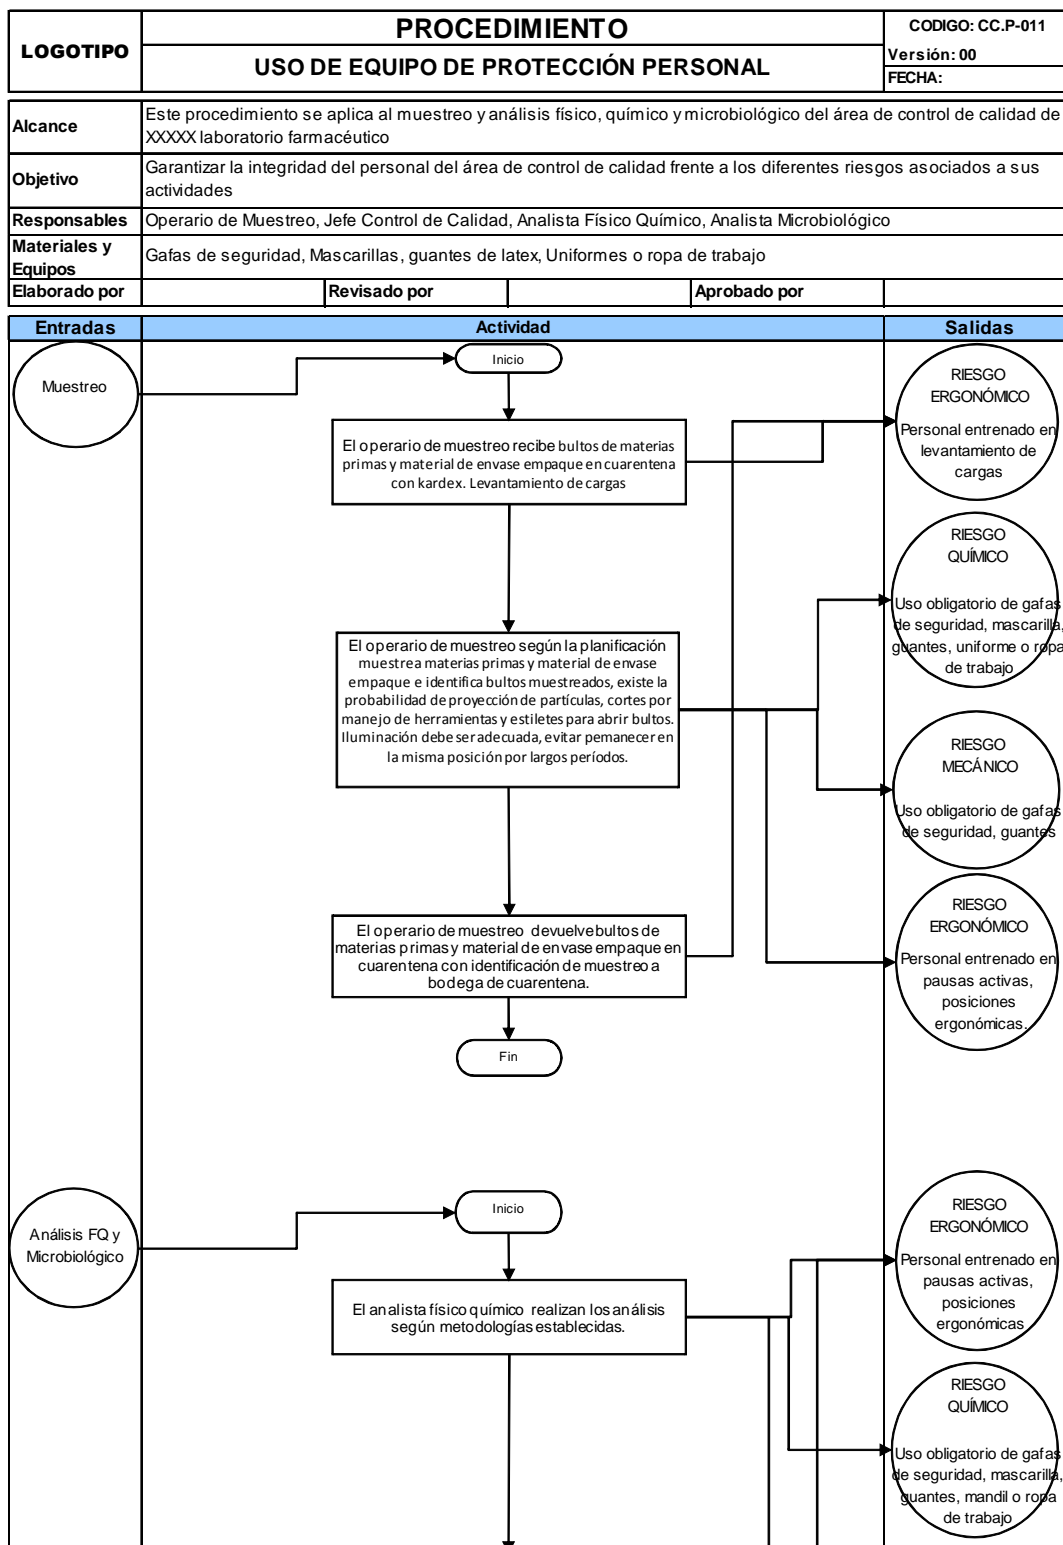 LOGOTIPO
PROCEDIMIENTO
USO DE EQUIPO DE PROTECCIÓN PERSONAL
CODIGO: CC.P-011
Versión: 00
FECHA:
Alcance
Este procedimiento se aplica al muestreo y análisis físico, químico y microbiológico del área de control de calidad de
XXXXX laboratorio farmacéutico
Objetivo
Garantizar la integridad del personal del área de control de calidad frente a los diferentes riesgos asociados a sus
actividades
Responsables
Operario de Muestreo, Jefe Control de Calidad, Analista Físico Químico, Analista Microbiológico
Materiales y
Equipos
Gafas de seguridad, Mascarillas, guantes de latex, Uniformes o ropa de trabajo
Elaborado por
Revisado por
Aprobado por
Entradas
Actividad
Salidas
Muestreo
Inicio
El operario de muestreo recibe bultos de materias
primas y material de envase empaque en cuarentena
con kardex. Levantamiento de cargas
RIESGO
ERGONÓMICO
Personal entrenado en
levantamiento de
cargas
RIESGO
QUÍMICO
Uso obligatorio de gafas
de seguridad, mascarilla,
guantes, uniforme o ropa
de trabajo
El operario de muestreo según la planificación
muestrea materias primas y material de envase
empaque e identifica bultos muestreados, existe la
probabilidad de proyección de partículas, cortes por
manejo de herramientas y estiletes para abrir bultos.
Iluminación debe ser adecuada, evitar pemanecer en
la misma posición por largos períodos.
RIESGO
MECÁNICO
Uso obligatorio de gafas
de seguridad, guantes
El operario de muestreo devuelve bultos de
materias primas y material de envase empaque en
cuarentena con identificación de muestreo a
bodega de cuarentena.
RIESGO
ERGONÓMICO
Personal entrenado en
pausas activas,
posiciones
ergonómicas.
Fin
Análisis FQ y
Microbiológico
Inicio
El analista físico químico realizan los análisis
según metodologías establecidas.
RIESGO
ERGONÓMICO
Personal entrenado en
pausas activas,
posiciones
ergonómicas
RIESGO
QUÍMICO
Uso obligatorio de gafas
de seguridad, mascarilla,
guantes, mandil o ropa
de trabajo